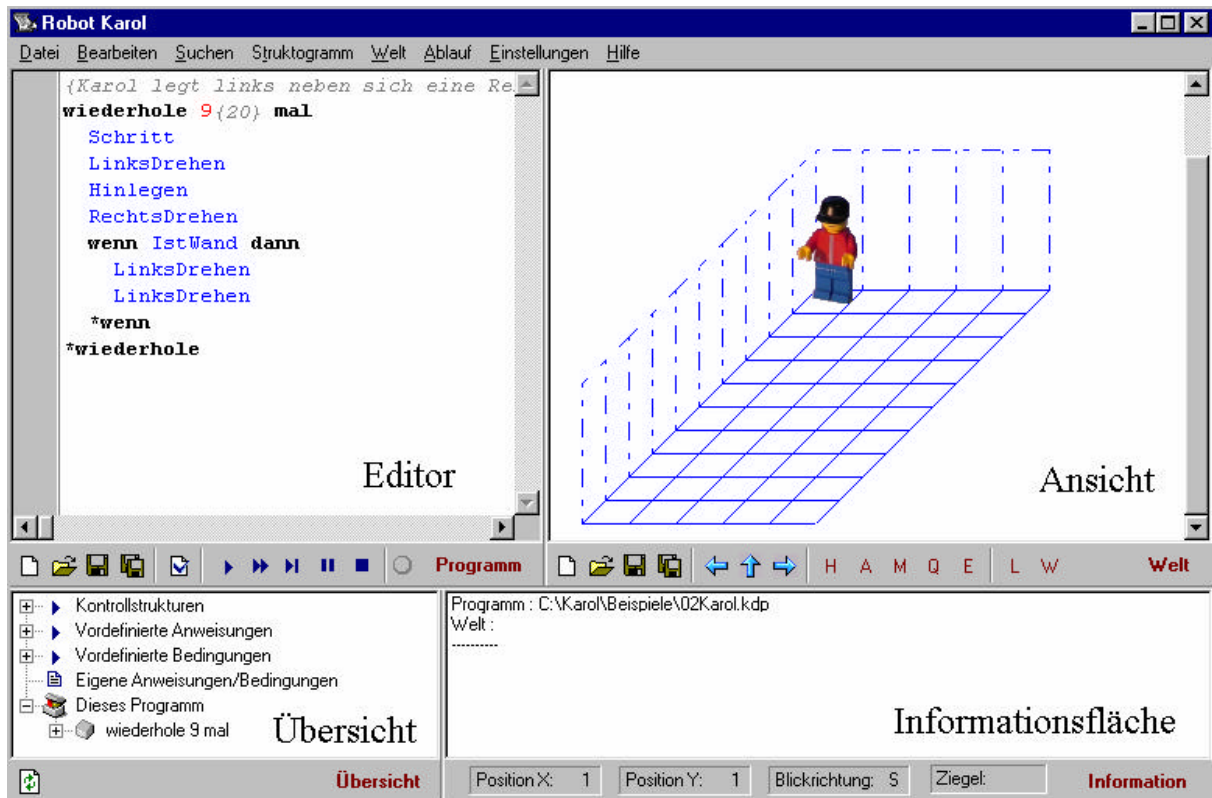 Robot Karol
Datei Bearbeiten Suchen Struktogramm Welt Ablauf Einstellungen Hilfe
{Karol legt links neben sich eine Re
wiederhole 9{20} mal
Schritt
LinksDrehen
Hinlegen
RechtsDrehen
wenn IstWand dann
LinksDrehen
LinksDrehen
*wenn
*wiederhole
Editor
Ansicht
Programm
H A M Q E L W Welt
Kontrollstrukturen
Vordefinierte Anweisungen
Vordefinierte Bedingungen
Eigene Anweisungen/Bedingungen
Dieses Programm
wiederhole 9 mal
Übersicht
Programm : C:\Karol\Beispiele\02Karol.kdp
Welt :
----------
Informationsfläche
Übersicht
Position X: 1 Position Y: 1 Blickrichtung: S Ziegel: Information